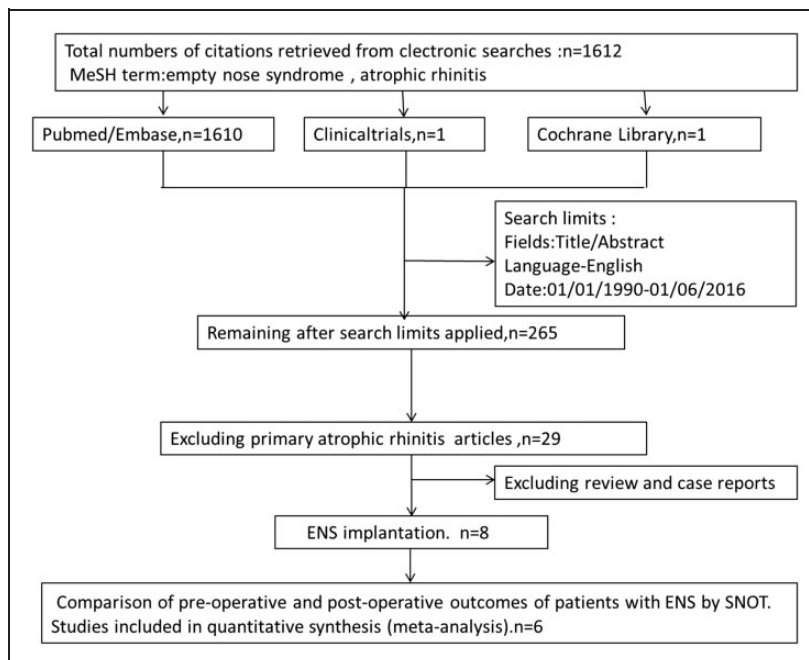 Total numbers of citations retrieved from clectronic searches :n=1612
MeSH term:empty nose syndrome , atrophic rhinitis
Pubmed/Embase,n=1610
Clinicaltrials,n=1
Cochrane Library,n=1
Search limits :
Fields:Title/Abstract
Language-English
Date:01/01/1990-01/06/2016
Remaining after search limits applied,n=265
Excluding primary atrophic rhinitis articles ,n=29
Excluding review and case reports
ENS implantation. n=8
Comparison of pre-operative and post-operative outcomes of patients with ENS by SNOT.
Studies included in quantitative synthesis (meta-analysis).n=6